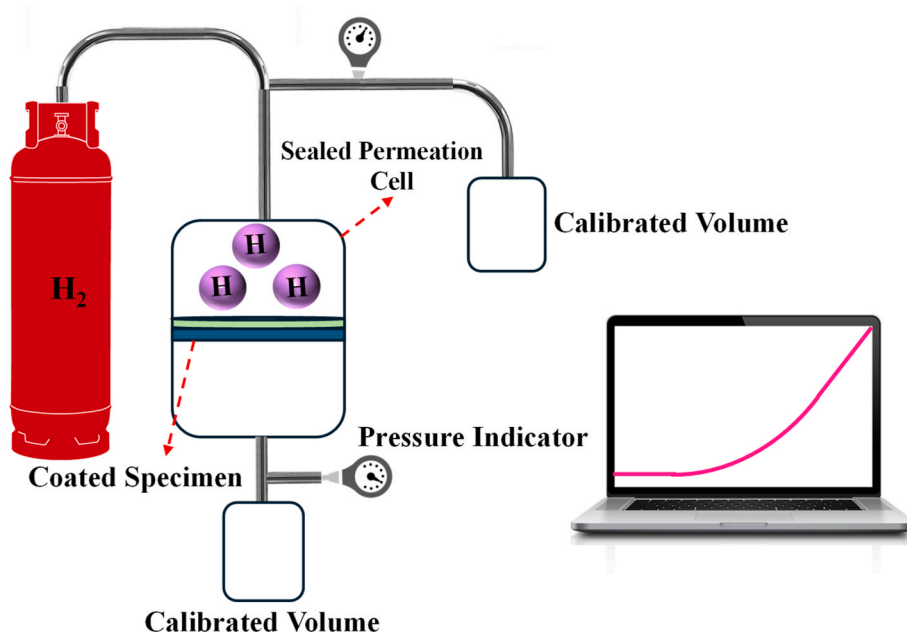 Sealed Permeation
Cell
Calibrated Volume
H
H H
H₂
Pressure Indicator
Coated Specimen
Calibrated Volume